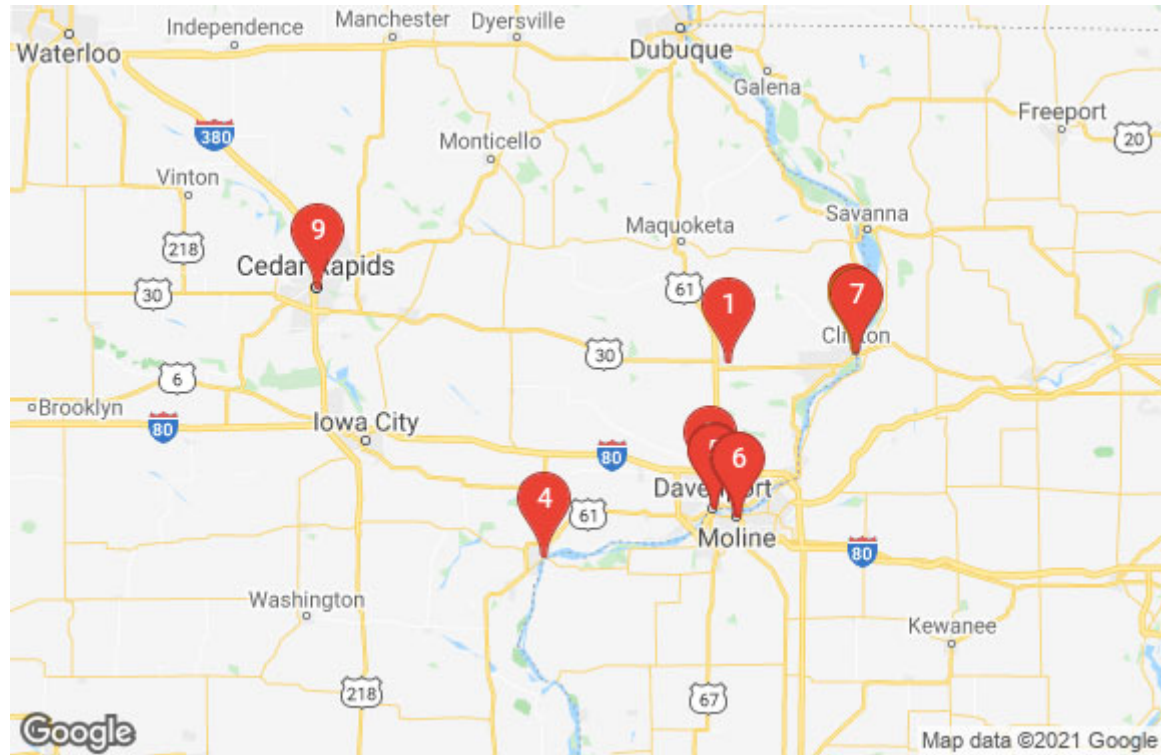 Independence
Manchester
Dyersville
Waterloo
Dubuque
Galena
Freeport
380
20
Monticello
Vinton
Savanna
Maquoketa
9
218
Cedar Rapids
61
7
1
30
Clinton
30
6
Brooklyn
80
Iowa City
80
5
6
Davenport
4
61
Moline
80
Washington
Kewanee
218
67
Google
Map data ©2021 Google